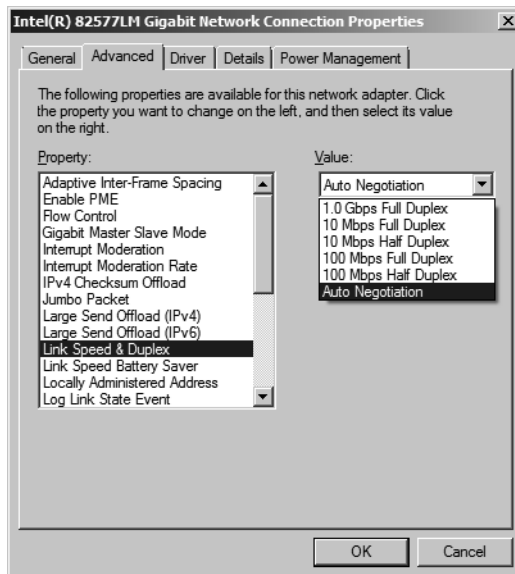 Intel(R) 82577LM Gigabit Network Connection Properties
General
Advanced
Driver
Details
Power Management
The following properties are available for this network adapter. Click
the property you want to change on the left, and then select its value
on the right.
Property:
Adaptive Inter-Frame Spacing
Enable PME
Flow Control
Gigabit Master Slave Mode
Interrupt Moderation
Interrupt Moderation Rate
IPv4 Checksum Offload
Jumbo Packet
Large Send Offload (IPv4)
Large Send Offload (IPv6)
Link Speed & Duplex
Link Speed Battery Saver
Locally Administered Address
Log Link State Event
Value:
Auto Negotiation
1.0 Gbps Full Duplex
10 Mbps Full Duplex
10 Mbps Half Duplex
100 Mbps Full Duplex
100 Mbps Half Duplex
Auto Negotiation
OK
Cancel